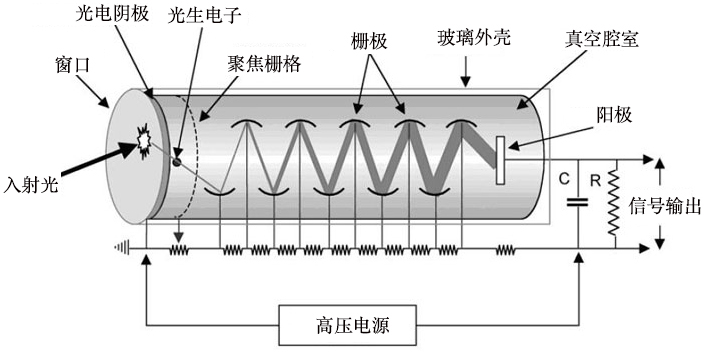 光电阴极
光生电子
窗口
聚焦栅格
栅极
玻璃外壳
真空腔室
阳极
入射光
C
R
信号输出
高压电源